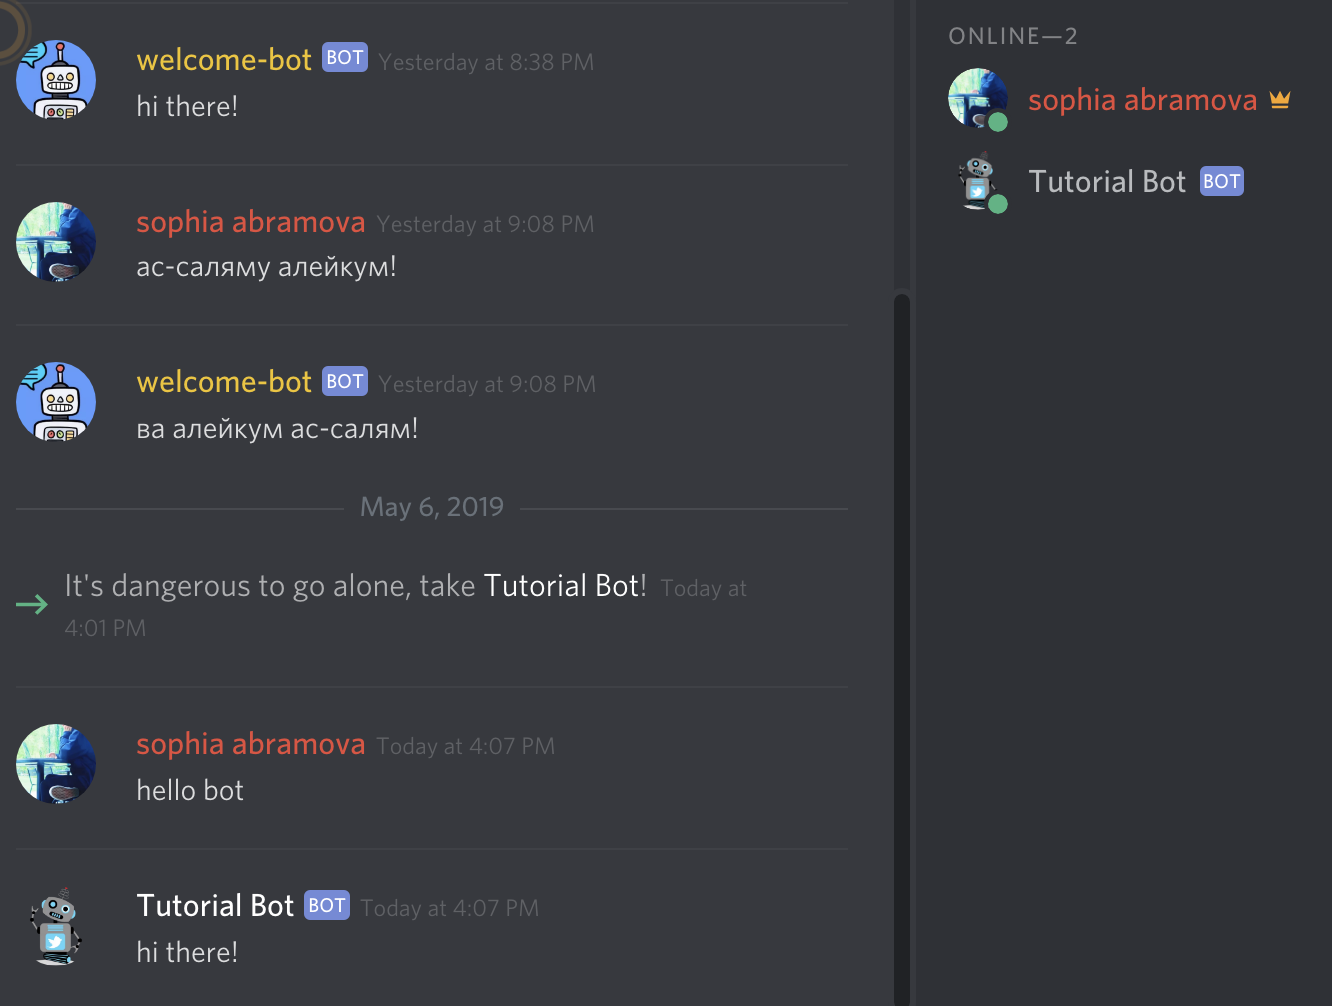 welcome-bot BOT Yesterday at 8:38 PM
hi there!
sophia abramova Yesterday at 9:08 PM
ас-саляму алейкум!
welcome-bot BOT Yesterday at 9:08 PM
ва алейкум ас-салям!
May 6, 2019
It's dangerous to go alone, take Tutorial Bot! Today at
4:01 PM
sophia abramova Today at 4:07 PM
hello bot
Tutorial Bot BOT Today at 4:07 PM
hi there!
ONLINE—2
sophia abramova
Tutorial Bot BOT